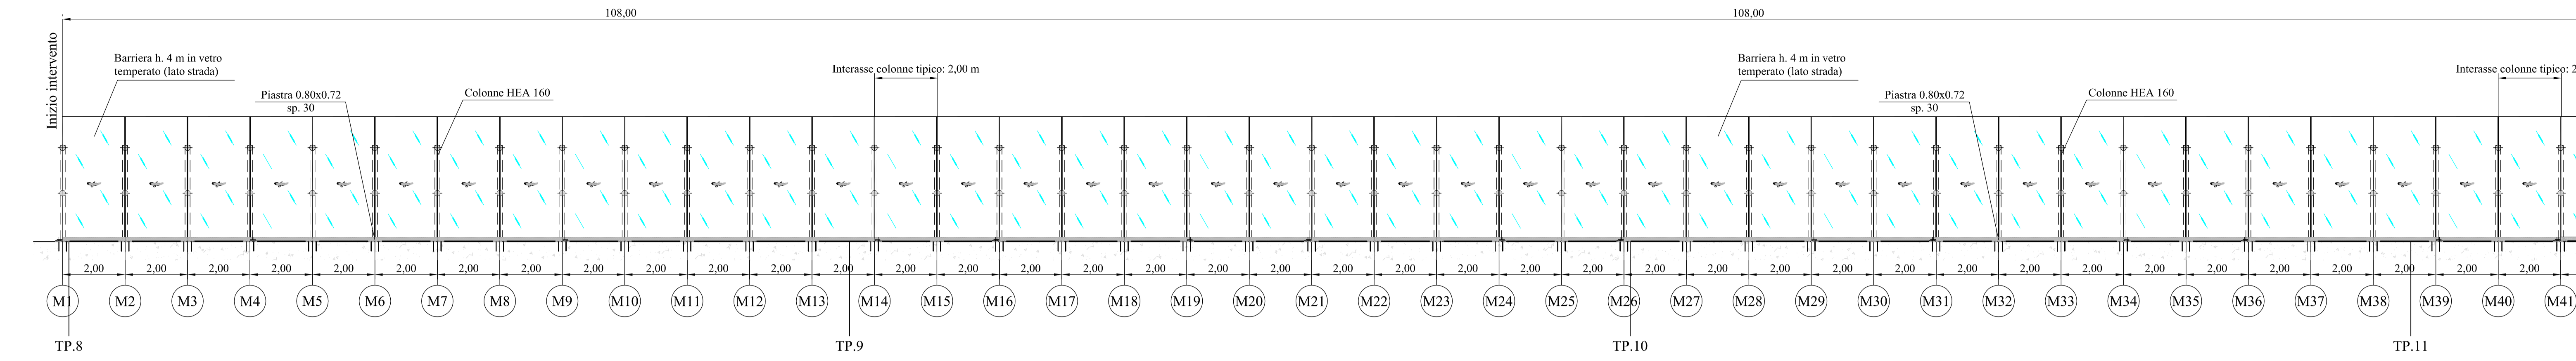 108,00
108,00
Inizio intervento
Barriera h. 4 m in vetro
temperato (lato strada)
Piastra 0.80x0.72
sp. 30
Colonne HEA 160
Interasse colonne tipico: 2,00 m
Barriera h. 4 m in vetro
temperato (lato strada)
Piastra 0.80x0.72
sp. 30
Colonne HEA 160
Interasse colonne tipico: 2
2,00 2,00 2,00 2,00 2,00 2,00 2,00 2,00 2,00 2,00 2,00 2,00 2,00 2,00 2,00 2,00 2,00 2,00 2,00 2,00 2,00 2,00 2,00 2,00 2,00 2,00 2,00 2,00 2,00 2,00 2,00 2,00 2,00 2,00 2,00 2,00 2,00 2,00 2,00 2,00
M1 M2 M3 M4 M5 M6 M7 M8 M9 M10 M11 M12 M13 M14 M15 M16 M17 M18 M19 M20 M21 M22 M23 M24 M25 M26 M27 M28 M29 M30 M31 M32 M33 M34 M35 M36 M37 M38 M39 M40 M41
TP.8 TP.9 TP.10 TP.11